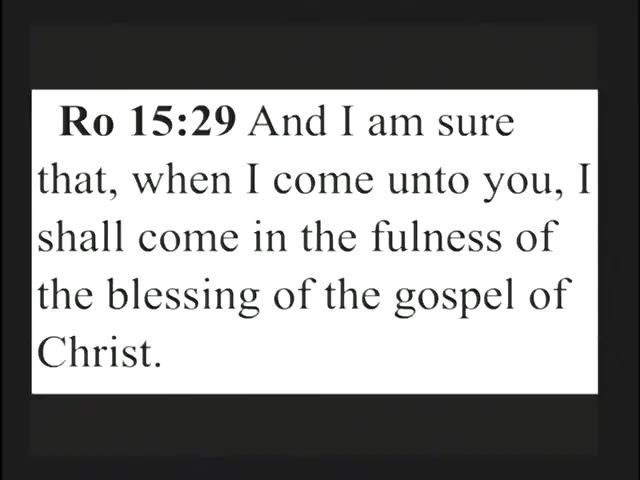 Ro 15:29 And I am sure
that, when I come unto you, I
shall come in the fulness of
the blessing of the gospel of
Christ.